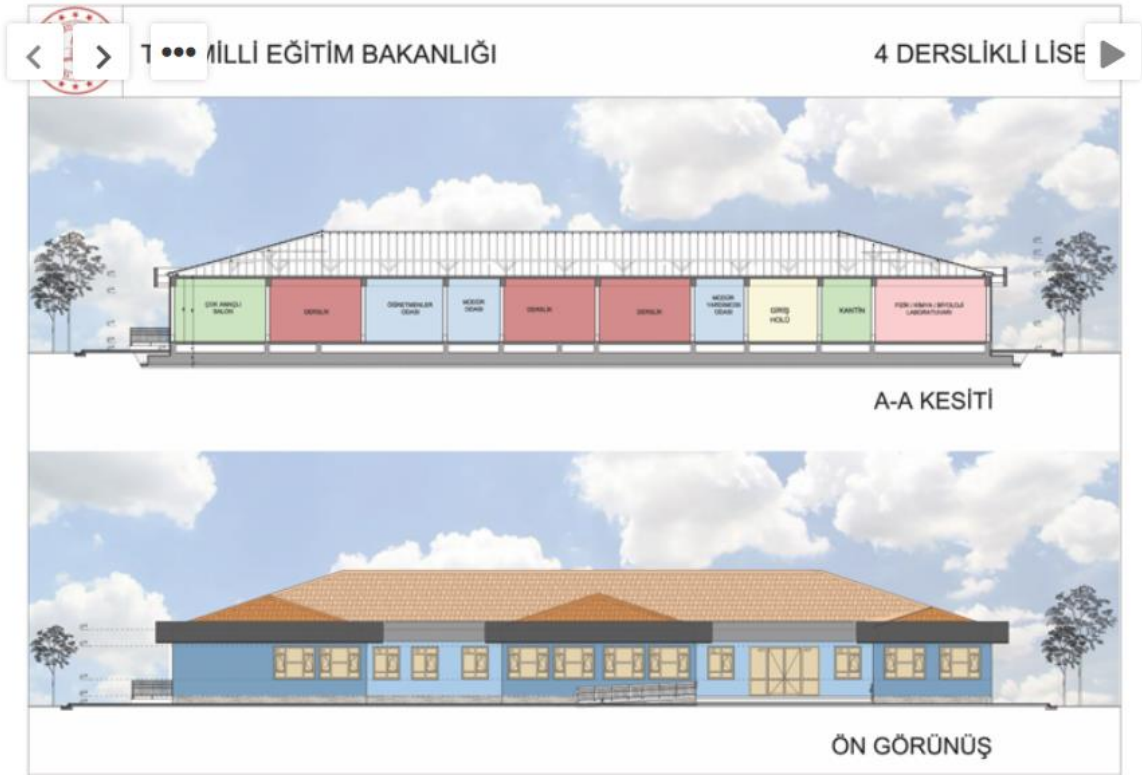 T MİLLİ EĞİTİM BAKANLIĞI
4 DERSLİKLİ LİSE
ÇOK AMAÇLI
SALON
DERSLİK
ÖĞRETMENLER
ODASI
MÜDÜR
ODASI
DERSLİK
DERSLİK
MÜDÜR
YARDIMCISI
ODASI
GİRİŞ
HOLÜ
KANTİN
FİZİK / KİMYA / BİYOLOJİ
LABORATUVARI
A-A KESİTİ
ÖN GÖRÜNÜŞ